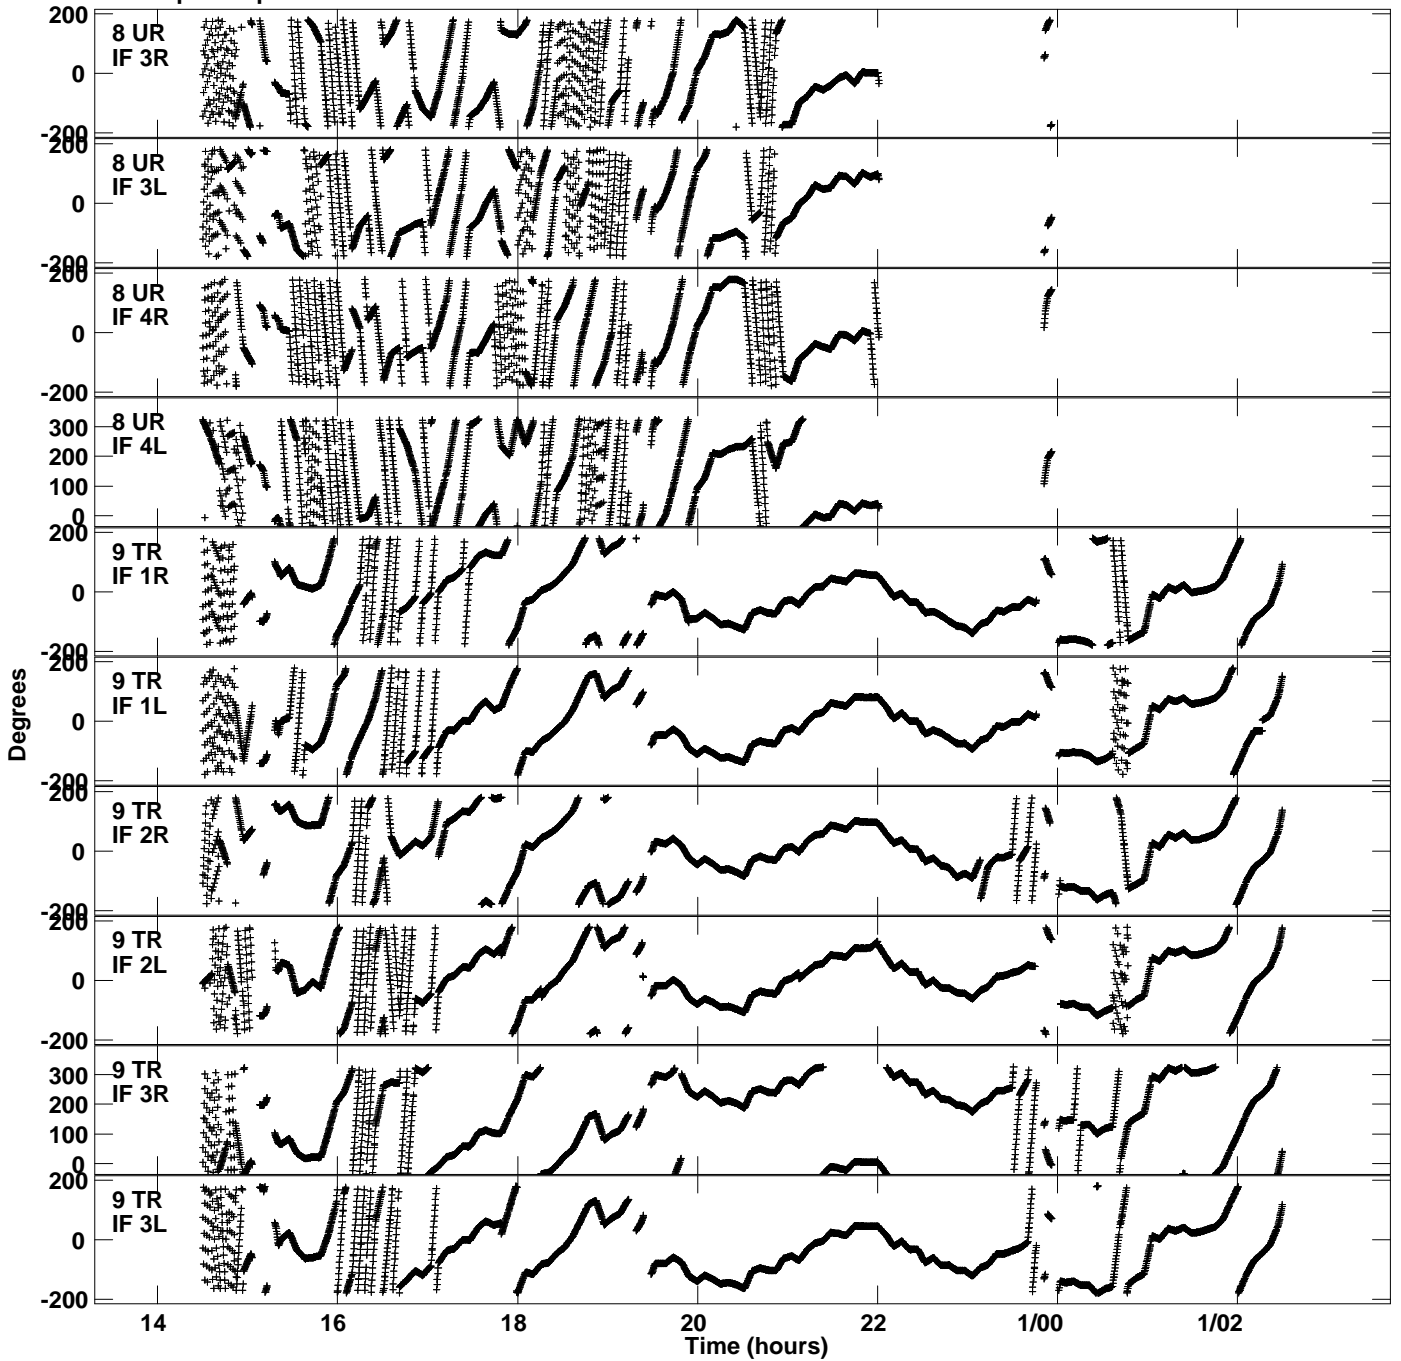 200
8 UR
IF 3R
0
-200
200
8 UR
IF 3L
0
-200
200
8 UR
IF 4R
0
-200
8 UR
300
IF 4L
200
100
0
200
9 TR
IF 1R
0
-200
200
9 TR
IF 1L
0
-200
200
9 TR
IF 2R
0
-200
200
9 TR
IF 2L
0
-200
9 TR
300
IF 3R
200
100
0
200
9 TR
IF 3L
0
-200
Degrees
14 16 18 20 22 1/00 1/02
Time (hours)